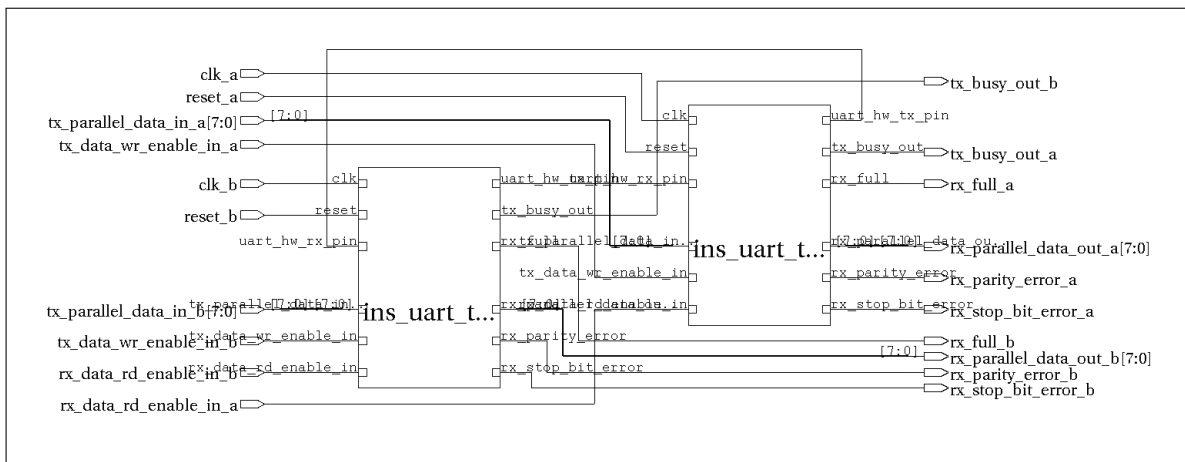 clk_a
reset_a
tx_parallel_data_in_a[7:0]
[7:0]
tx_data_wr_enable_in_a
clk_b
reset_b
tx_parallel_data_in_b[7:0]
tx_data_wr_enable_in_b
rx_data_rd_enable_in_b
rx_data_rd_enable_in_a
clk
reset
uart_hw_rx_pin
tx_data_wr_enable_in
rx_data_rd_enable_in
ins_uart_t...
tx_busy_out
rx_parity_error
rx_stop_bit_error
clk
reset
tx_data_wr_enable_in
ins_uart_t...
uart_hw_tx_pin
tx_busy_out
rx_full
rx_parity_error
rx_stop_bit_error
tx_busy_out_b
tx_busy_out_a
rx_full_a
rx_parallel_data_out_a[7:0]
rx_parity_error_a
rx_stop_bit_error_a
rx_full_b
[7:0]
rx_parallel_data_out_b[7:0]
rx_parity_error_b
rx_stop_bit_error_b